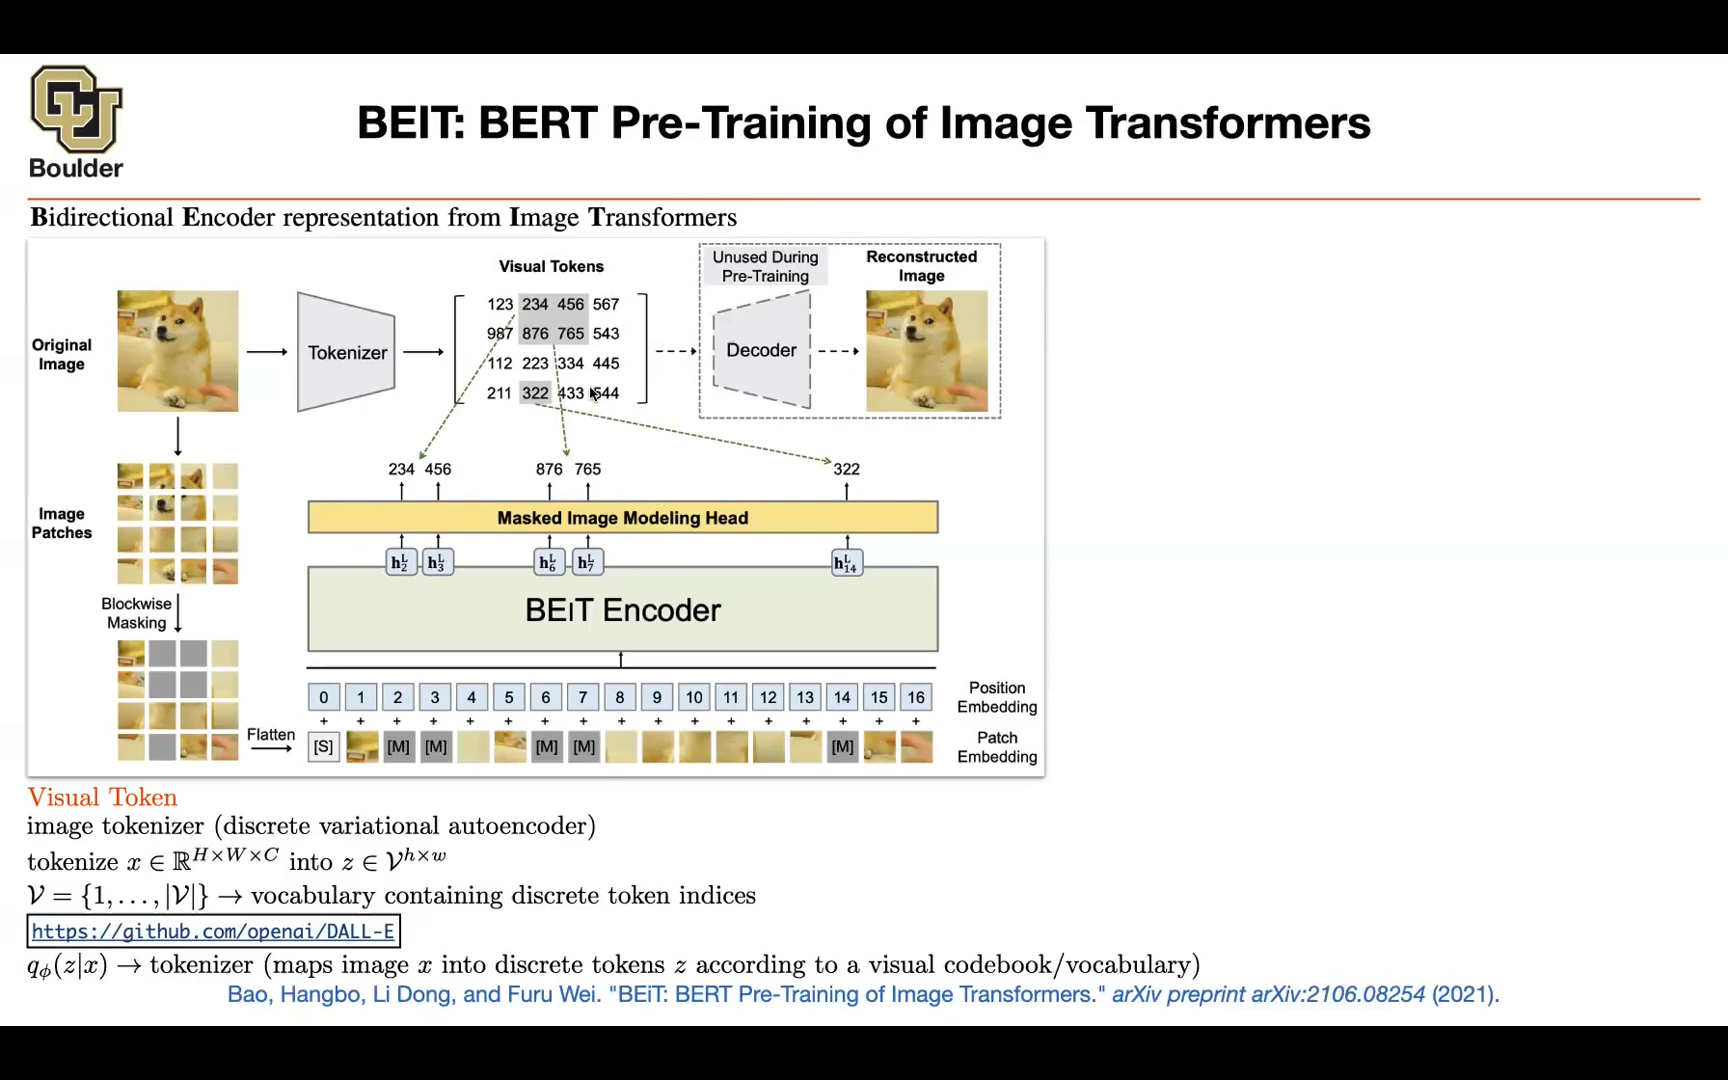 Boulder
BEIT: BERT Pre-Training of Image Transformers
Bidirectional Encoder representation from Image Transformers
Visual Tokens
Unused During
Pre-Training
Reconstructed
Image
Original
Image
Tokenizer
123 234 456 567
987 876 765 543
112 223 334 445
211 322 433 544
Decoder
234 456 876 765 322
Image
Patches
Masked Image Modeling Head
h₂ᴸ h₃ᴸ h₆ᴸ h₇ᴸ h₁₄ᴸ
Blockwise
Masking
BEiT Encoder
0 1 2 3 4 5 6 7 8 9 10 11 12 13 14 15 16
Position
Embedding
+ + + + + + + + + + + + + + + + +
Flatten
[S] [M] [M] [M] [M] [M]
Patch
Embedding
Visual Token
image tokenizer (discrete variational autoencoder)
tokenize x ∈ ℝ^{H×W×C} into z ∈ 𝒱^{h×w}
𝒱 = {1, . . . , |𝒱|} → vocabulary containing discrete token indices
https://github.com/openai/DALL-E
q_ϕ(z|x) → tokenizer (maps image x into discrete tokens z according to a visual codebook/vocabulary)
Bao, Hangbo, Li Dong, and Furu Wei. "BEiT: BERT Pre-Training of Image Transformers." arXiv preprint arXiv:2106.08254 (2021).